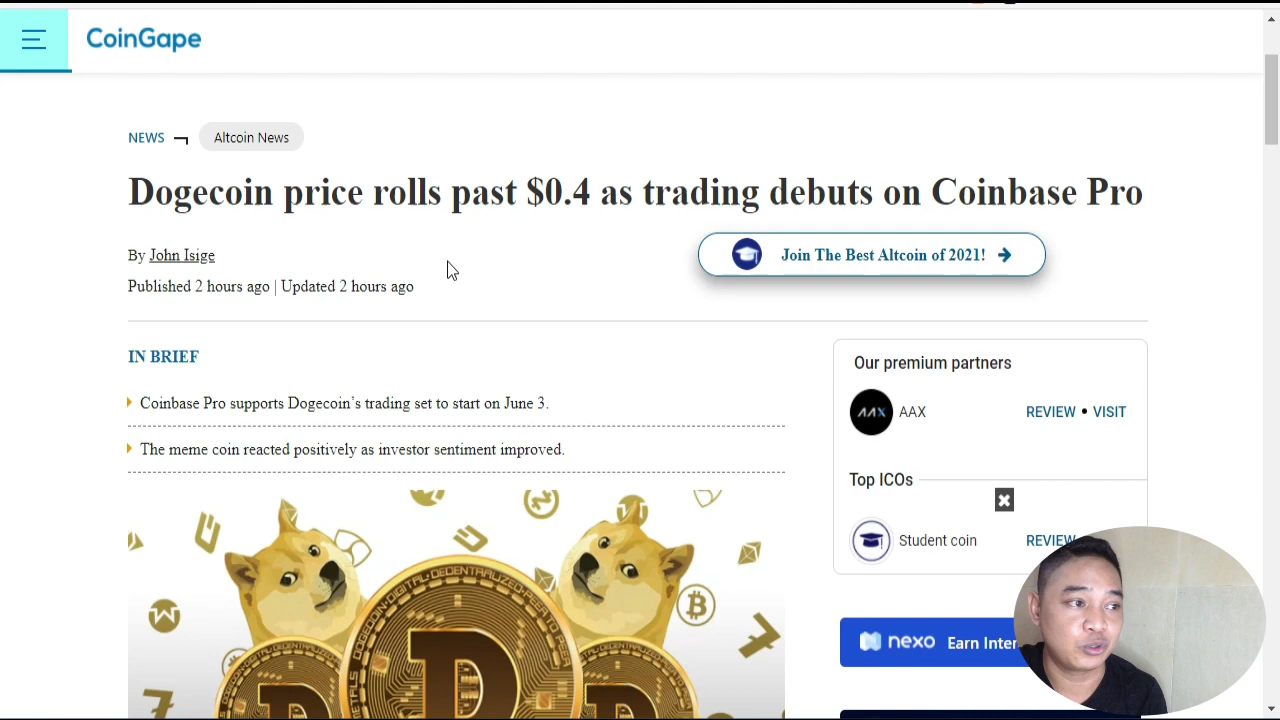 CoinGape
NEWS
Altcoin News
Dogecoin price rolls past $0.4 as trading debuts on Coinbase Pro
By John Isige
Published 2 hours ago | Updated 2 hours ago
Join The Best Altcoin of 2021!
IN BRIEF
Coinbase Pro supports Dogecoin’s trading set to start on June 3.
The meme coin reacted positively as investor sentiment improved.
Our premium partners
AAX
AAX
REVIEW • VISIT
Top ICOs
Student coin
REVIEW
nexo
Earn Inter